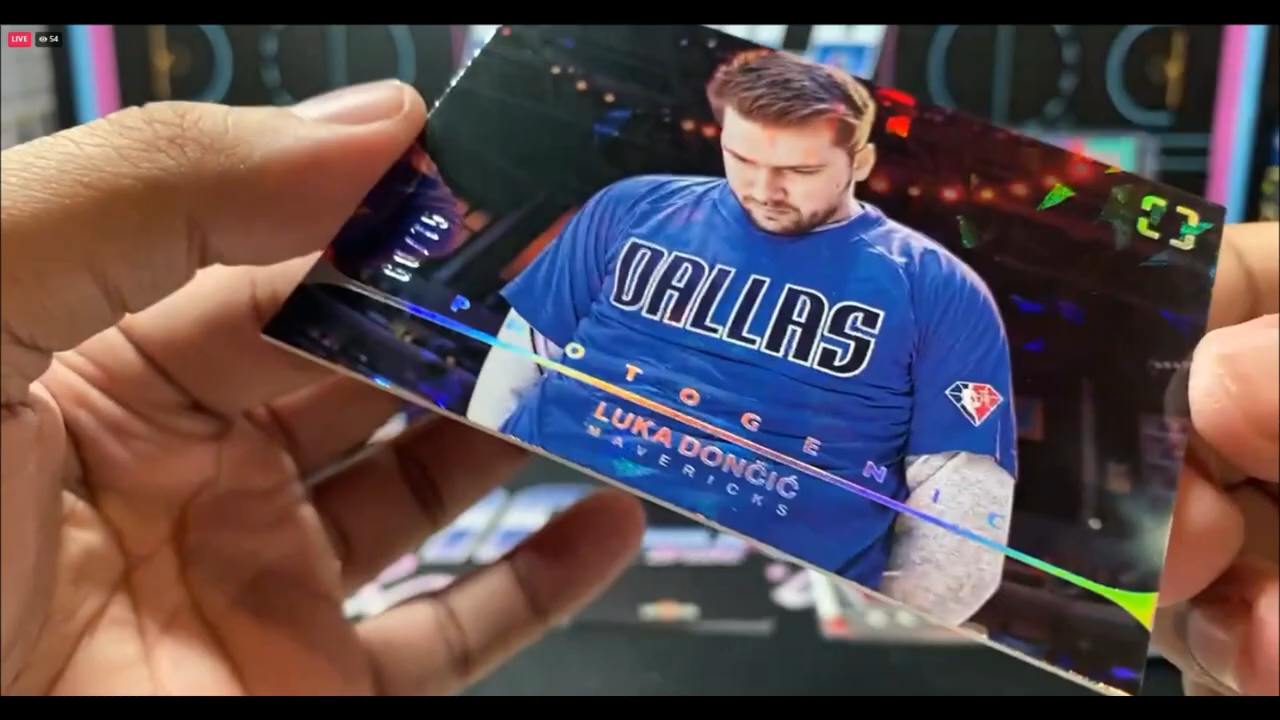 LIVE 54
DALLAS
PHOTOGENIC
LUKA DONČIĆ
MAVERICKS